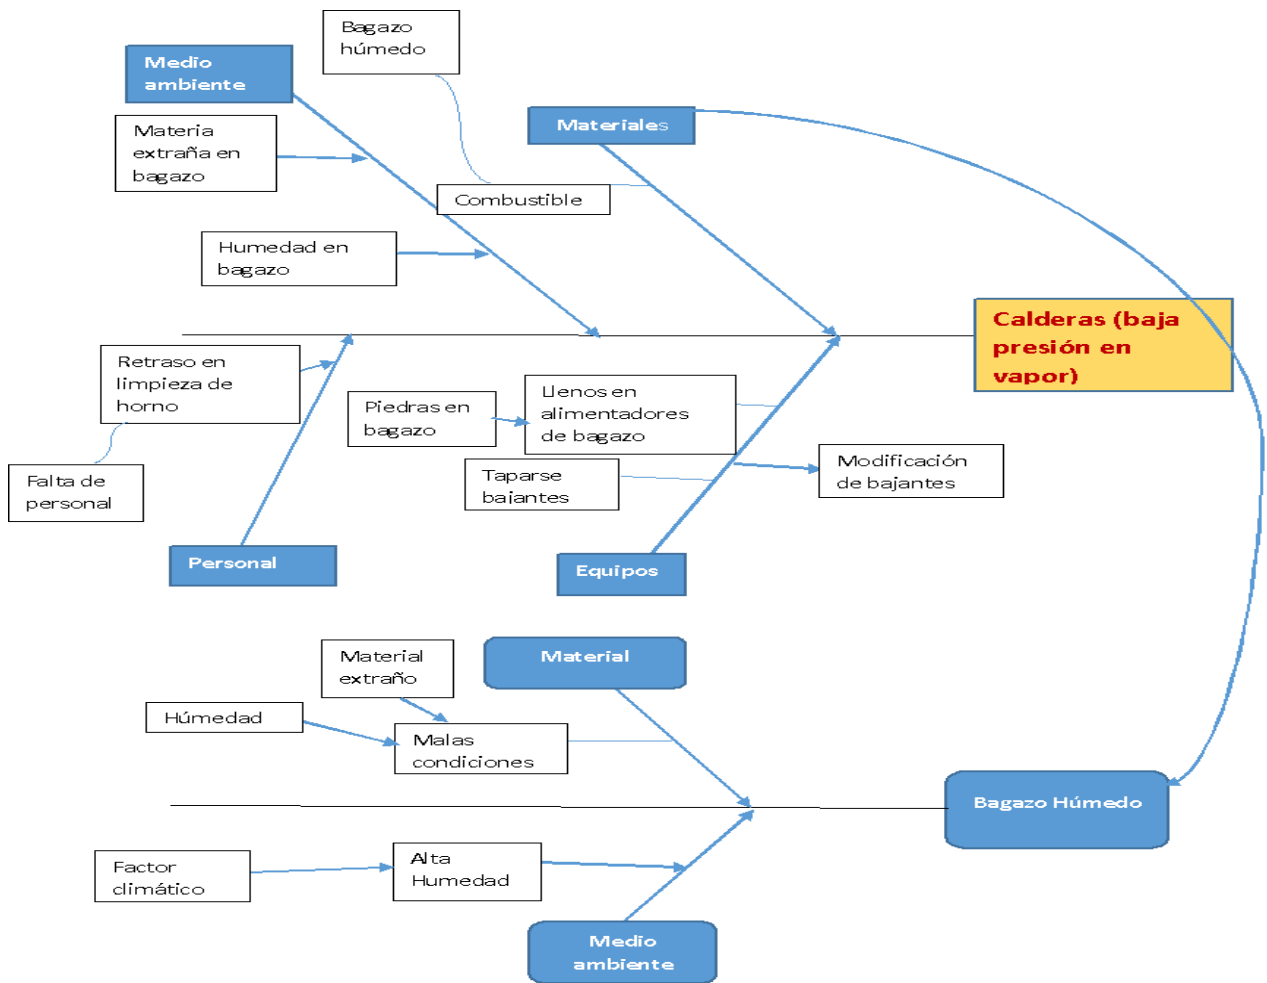 Bagazo
húmedo
Medio
ambiente
Materiales
Materia
extraña en
bagazo
Combustible
Humedad en
bagazo
Calderas (baja
presión en
vapor)
Retraso en
limpieza de
horno
Piedras en
bagazo
Llenos en
alimentadores
de bagazo
Falta de
personal
Taparse
bajantes
Modificación
de bajantes
Personal
Equipos
Material
extraño
Material
Húmedad
Malas
condiciones
Bagazo Húmedo
Factor
climático
Alta
Humedad
Medio
ambiente